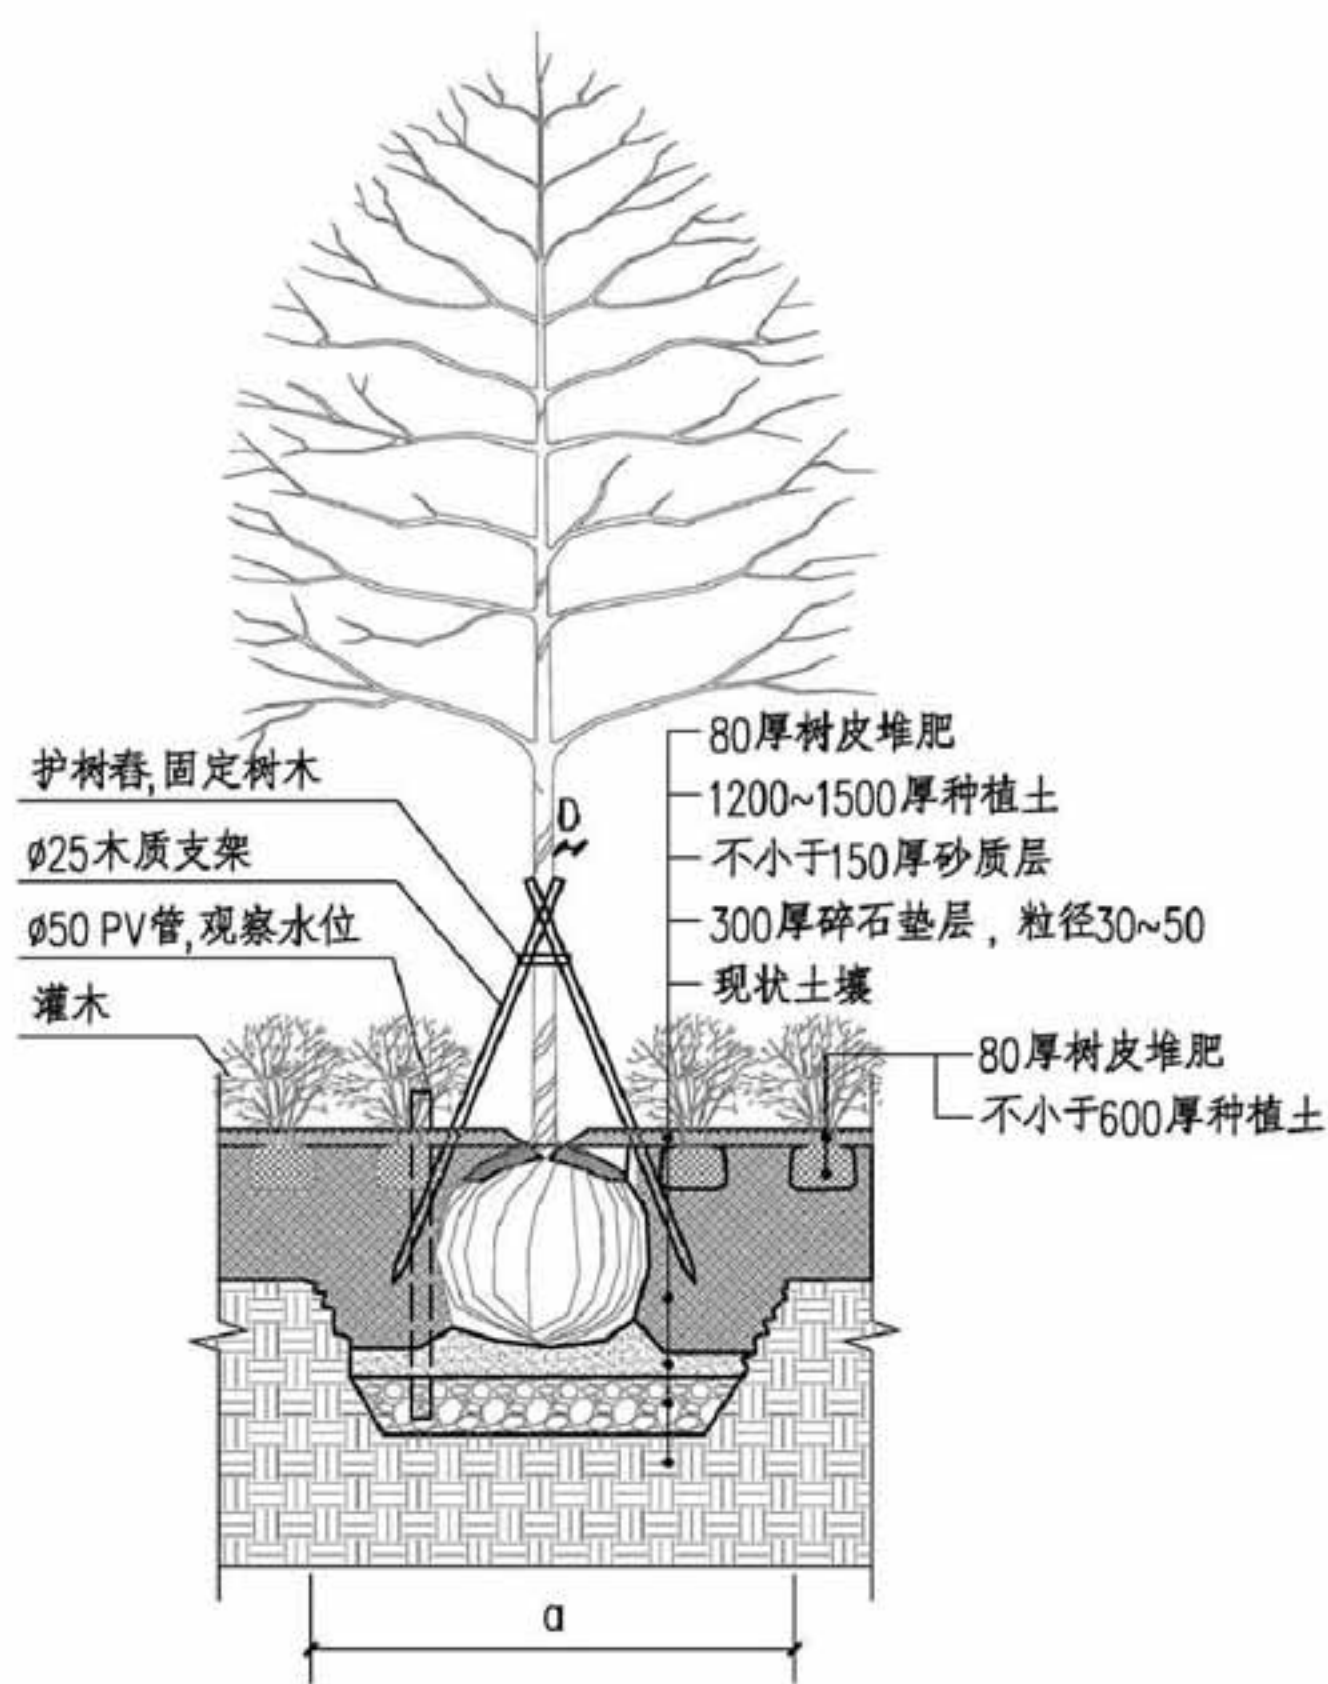 护树舂,固定树木
ø25木质支架
ø50 PV管,观察水位
灌木
D
80厚树皮堆肥
1200~1500厚种植土
不小于150厚砂质层
300厚碎石垫层，粒径30~50
现状土壤
80厚树皮堆肥
不小于600厚种植土
a